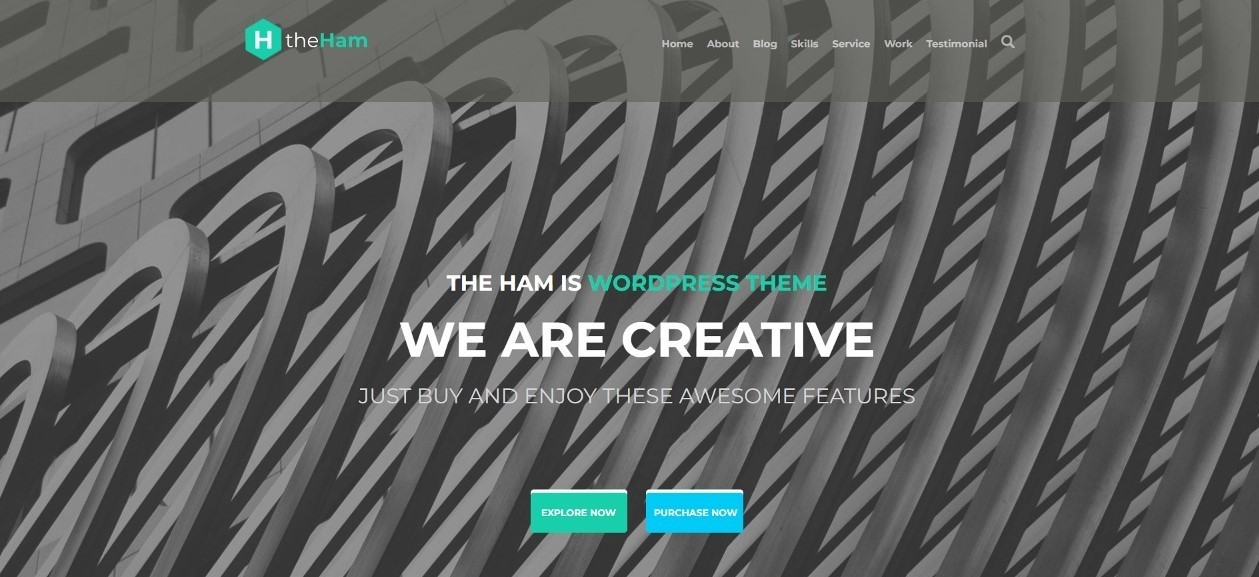 H theHam
Home About Blog Skills Service Work Testimonial
THE HAM IS WORDPRESS THEME
WE ARE CREATIVE
JUST BUY AND ENJOY THESE AWESOME FEATURES
EXPLORE NOW PURCHASE NOW